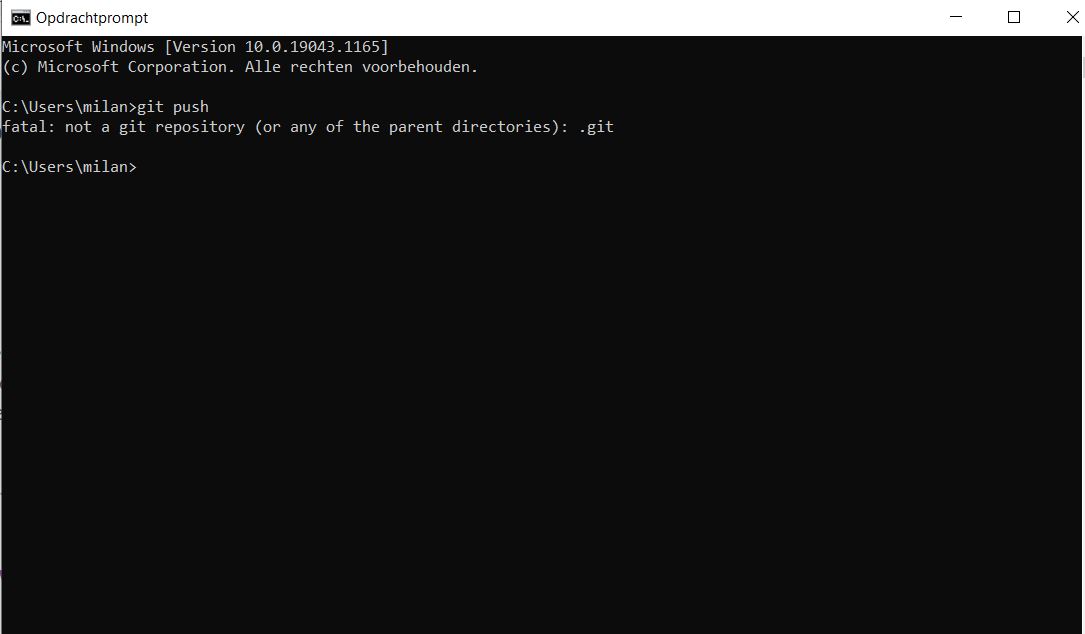 Opdrachtprompt
Microsoft Windows [Version 10.0.19043.1165]
(c) Microsoft Corporation. Alle rechten voorbehouden.
C:\Users\milan>git push
fatal: not a git repository (or any of the parent directories): .git
C:\Users\milan>